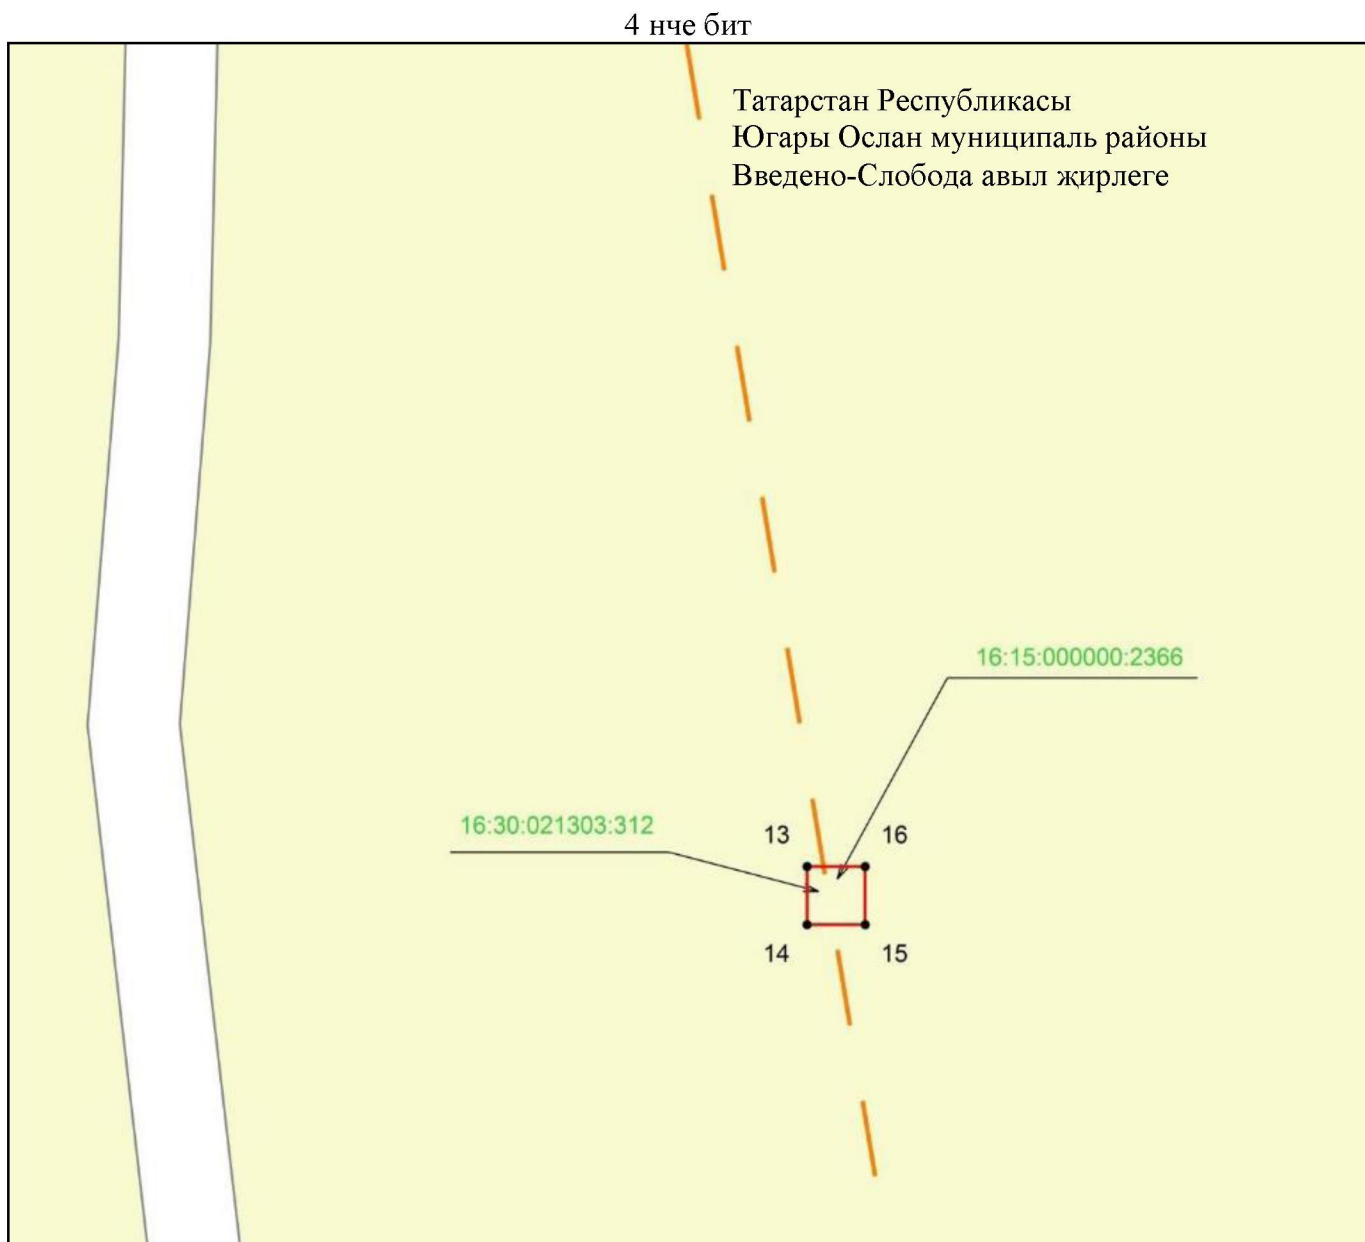 4 нче бит
Татарстан Республикасы
Югары Ослан муниципаль районы
Введено-Слобода авыл җирлеге
16:15:000000:2366
16:30:021303:312
13
16
14
15